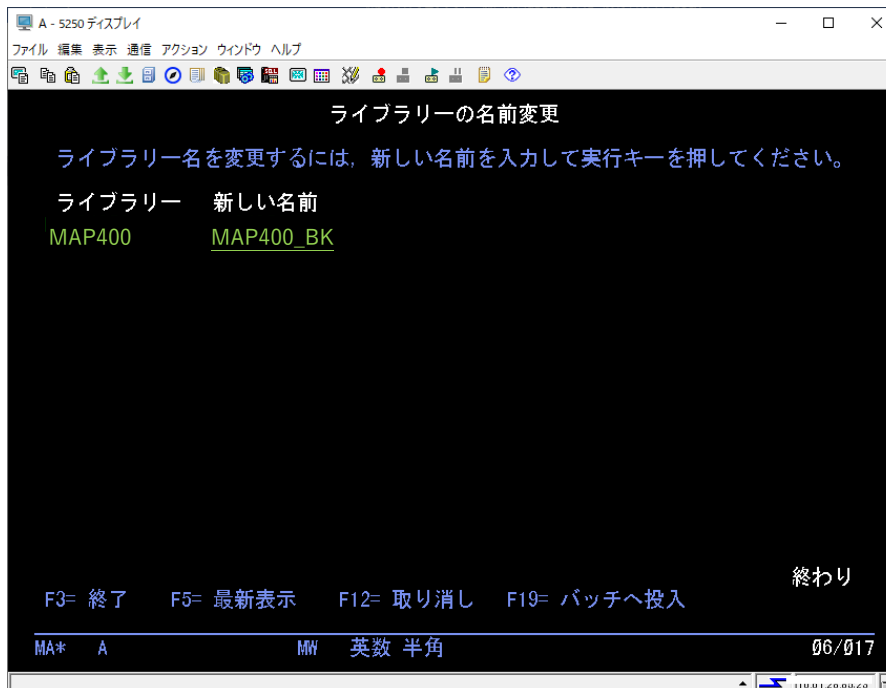 A - 5250 ディスプレイ
ファイル 編集 表示 通信 アクション ウィンドウ ヘルプ
ライブラリーの名前変更
ライブラリー名を変更するには, 新しい名前を入力して実行キーを押してください。
ライブラリー 新しい名前
MAP400 MAP400_BK
終わり
F3= 終了 F5= 最新表示 F12= 取り消し F19= バッチへ投入
MA* A MW 英数 半角 06/017